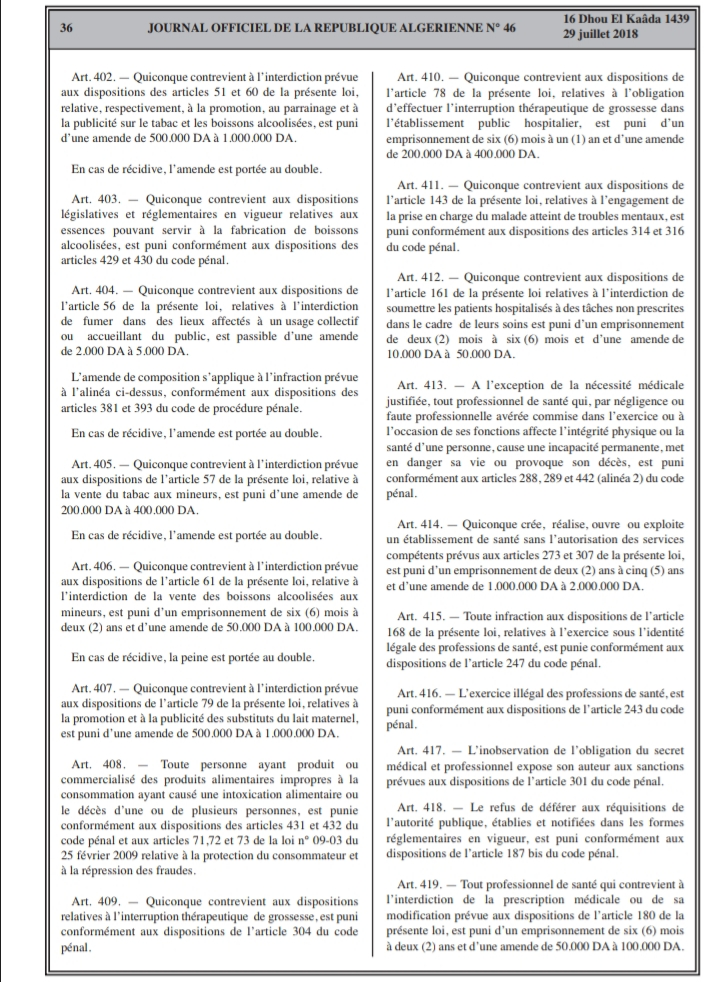 36
JOURNAL OFFICIEL DE LA REPUBLIQUE ALGERIENNE N° 46
16 Dhou El Kaâda 1439
29 juillet 2018
Art. 402. — Quiconque contrevient à l'interdiction prévue
aux dispositions des articles 51 et 60 de la présente loi,
relative, respectivement, à la promotion, au parrainage et à
la publicité sur le tabac et les boissons alcoolisées, est puni
d'une amende de 500.000 DA à 1.000.000 DA.
En cas de récidive, l'amende est portée au double.
Art. 403. — Quiconque contrevient aux dispositions
législatives et réglementaires en vigueur relatives aux
essences pouvant servir à la fabrication de boissons
alcoolisées, est puni conformément aux dispositions des
articles 429 et 430 du code pénal.
Art. 404. — Quiconque contrevient aux dispositions de
l'article 56 de la présente loi, relatives à l'interdiction
de fumer dans des lieux affectés à un usage collectif
ou accueillant du public, est passible d'une amende
de 2.000 DA à 5.000 DA.
L'amende de composition s'applique à l'infraction prévue
à l'alinéa ci-dessus, conformément aux dispositions des
articles 381 et 393 du code de procédure pénale.
En cas de récidive, l'amende est portée au double.
Art. 405. — Quiconque contrevient à l'interdiction prévue
aux dispositions de l'article 57 de la présente loi, relative à
la vente du tabac aux mineurs, est puni d'une amende de
200.000 DA à 400.000 DA.
En cas de récidive, l'amende est portée au double.
Art. 406. — Quiconque contrevient à l'interdiction prévue
aux dispositions de l'article 61 de la présente loi, relative à
l'interdiction de la vente des boissons alcoolisées aux
mineurs, est puni d'un emprisonnement de six (6) mois à
deux (2) ans et d'une amende de 50.000 DA à 100.000 DA.
En cas de récidive, la peine est portée au double.
Art. 407. — Quiconque contrevient à l'interdiction prévue
aux dispositions de l'article 79 de la présente loi, relatives à
la promotion et à la publicité des substituts du lait maternel,
est puni d'une amende de 500.000 DA à 1.000.000 DA.
Art. 408. — Toute personne ayant produit ou
commercialisé des produits alimentaires impropres à la
consommation ayant causé une intoxication alimentaire ou
le décès d'une ou de plusieurs personnes, est punie
conformément aux dispositions des articles 431 et 432 du
code pénal et aux articles 71,72 et 73 de la loi n° 09-03 du
25 février 2009 relative à la protection du consommateur et
à la répression des fraudes.
Art. 409. — Quiconque contrevient aux dispositions
relatives à l'interruption thérapeutique de grossesse, est puni
conformément aux dispositions de l'article 304 du code
pénal.
Art. 410. — Quiconque contrevient aux dispositions de
l'article 78 de la présente loi, relatives à l'obligation
d'effectuer l'interruption thérapeutique de grossesse dans
l'établissement public hospitalier, est puni d'un
emprisonnement de six (6) mois à un (1) an et d'une amende
de 200.000 DA à 400.000 DA.
Art. 411. — Quiconque contrevient aux dispositions de
l'article 143 de la présente loi, relatives à l'engagement de
la prise en charge du malade atteint de troubles mentaux, est
puni conformément aux dispositions des articles 314 et 316
du code pénal.
Art. 412. — Quiconque contrevient aux dispositions de
l'article 161 de la présente loi relatives à l'interdiction de
soumettre les patients hospitalisés à des tâches non prescrites
dans le cadre de leurs soins est puni d'un emprisonnement
de deux (2) mois à six (6) mois et d'une amende de
10.000 DA à 50.000 DA.
Art. 413. — A l'exception de la nécessité médicale
justifiée, tout professionnel de santé qui, par négligence ou
faute professionnelle avérée commise dans l'exercice ou à
l'occasion de ses fonctions affecte l'intégrité physique ou la
santé d'une personne, cause une incapacité permanente, met
en danger sa vie ou provoque son décès, est puni
conformément aux articles 288, 289 et 442 (alinéa 2) du code
pénal.
Art. 414. — Quiconque crée, réalise, ouvre ou exploite
un établissement de santé sans l'autorisation des services
compétents prévus aux articles 273 et 307 de la présente loi,
est puni d'un emprisonnement de deux (2) ans à cinq (5) ans
et d'une amende de 1.000.000 DA à 2.000.000 DA.
Art. 415. — Toute infraction aux dispositions de l'article
168 de la présente loi, relatives à l'exercice sous l'identité
légale des professions de santé, est punie conformément aux
dispositions de l'article 247 du code pénal.
Art. 416. — L'exercice illégal des professions de santé, est
puni conformément aux dispositions de l'article 243 du code
pénal.
Art. 417. — L'inobservation de l'obligation du secret
médical et professionnel expose son auteur aux sanctions
prévues aux dispositions de l'article 301 du code pénal.
Art. 418. — Le refus de déférer aux réquisitions de
l'autorité publique, établies et notifiées dans les formes
réglementaires en vigueur, est puni conformément aux
dispositions de l'article 187 bis du code pénal.
Art. 419. — Tout professionnel de santé qui contrevient à
l'interdiction de la prescription médicale ou de sa
modification prévue aux dispositions de l'article 180 de la
présente loi, est puni d'un emprisonnement de six (6) mois
à deux (2) ans et d'une amende de 50.000 DA à 100.000 DA.